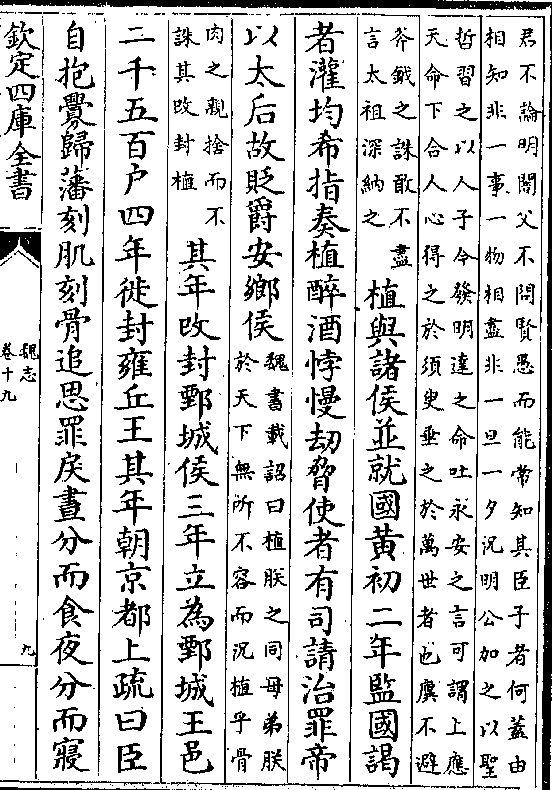 君不論明闇父不問賢愚而能常知其臣子者何蓋由
相知非一事一物相盡非一旦一夕況明公加之以聖
哲習之以人子今發明達之命吐永安之言可謂上應
天命下合人心得之於須臾垂之於萬世者也廙不避
斧鉞之誅敢不盡
言太祖深納之
植與諸侯並就國黃初二年監國謁
者灌均希指奏植醉酒悖慢劫脅使者有司請治罪帝
以太后故貶爵安鄉侯
魏書載詔曰植朕之同母弟朕
於天下無所不容而況植乎骨
肉之親捨而不
誅其改封植
其年改封鄄城侯三年立為鄄城王邑
二千五百户四年徙封雍丘王其年朝京都上疏曰臣
自抱舋歸藩刻肌刻骨追思罪戾晝分而食夜分而寢
欽定四庫全書
魏志
卷十九
九